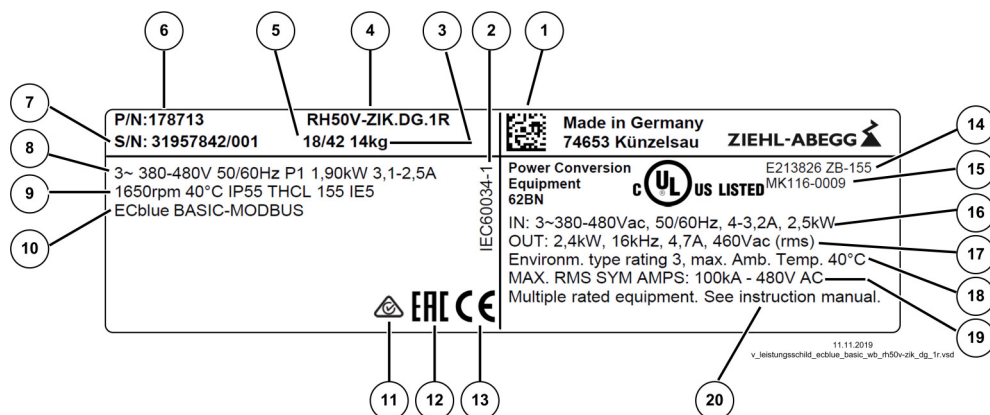 6
5
4
3
2
1
7
8
9
10
P/N:178713
RH50V-ZIK.DG.1R
S/N: 31957842/001
18/42 14kg
3~ 380-480V 50/60Hz P1 1,90kW 3,1-2,5A
1650rpm 40°C IP55 THCL 155 IE5
ECblue BASIC-MODBUS
IEC60034-1
EAC CE
Made in Germany
74653 Künzelsau
ZIEHL-ABEGG
Power Conversion
Equipment
62BN
C UL US LISTED
E213826 ZB-155
MK116-0009
IN: 3~380-480Vac, 50/60Hz, 4-3,2A, 2,5kW
OUT: 2,4kW, 16kHz, 4,7A, 460Vac (rms)
Environm. type rating 3, max. Amb. Temp. 40°C
MAX. RMS SYM AMPS: 100kA - 480V AC
Multiple rated equipment. See instruction manual.
14
15
16
17
18
19
11.11.2019
v_leistungsschild_ecblue_basic_wb_rh50v-zik_dg_1r.vsd
11
12
13
20